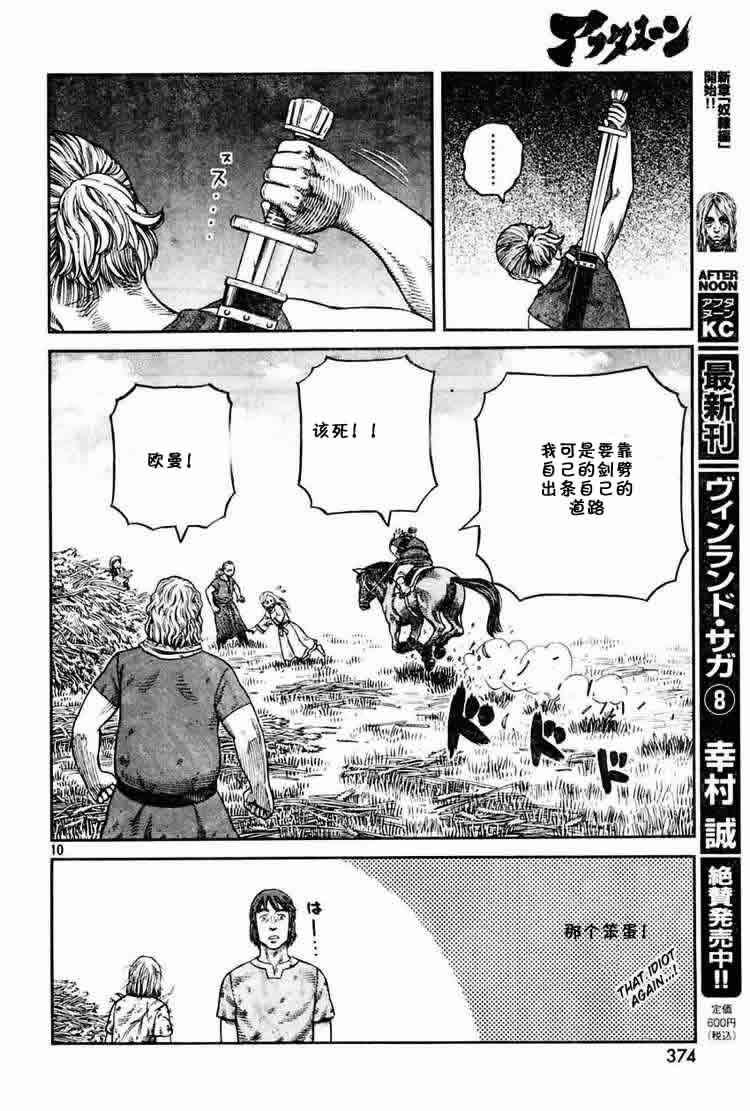 アフタヌーン
新章「奴隷編」
開始!!
AFTER
NOON
アフタ
ヌーン
KC
最新刊
ヴィンランド・サガ⑧ 幸村誠
絶賛発売中!!
定価
600円
(税込)
………
ズズ…
我可是要靠
自己的剑劈
出条自己的
道路
该死!!
欧曼!
ドドド
10
那个笨蛋!
THAT IDIOT
AGAIN...!
はー…
374